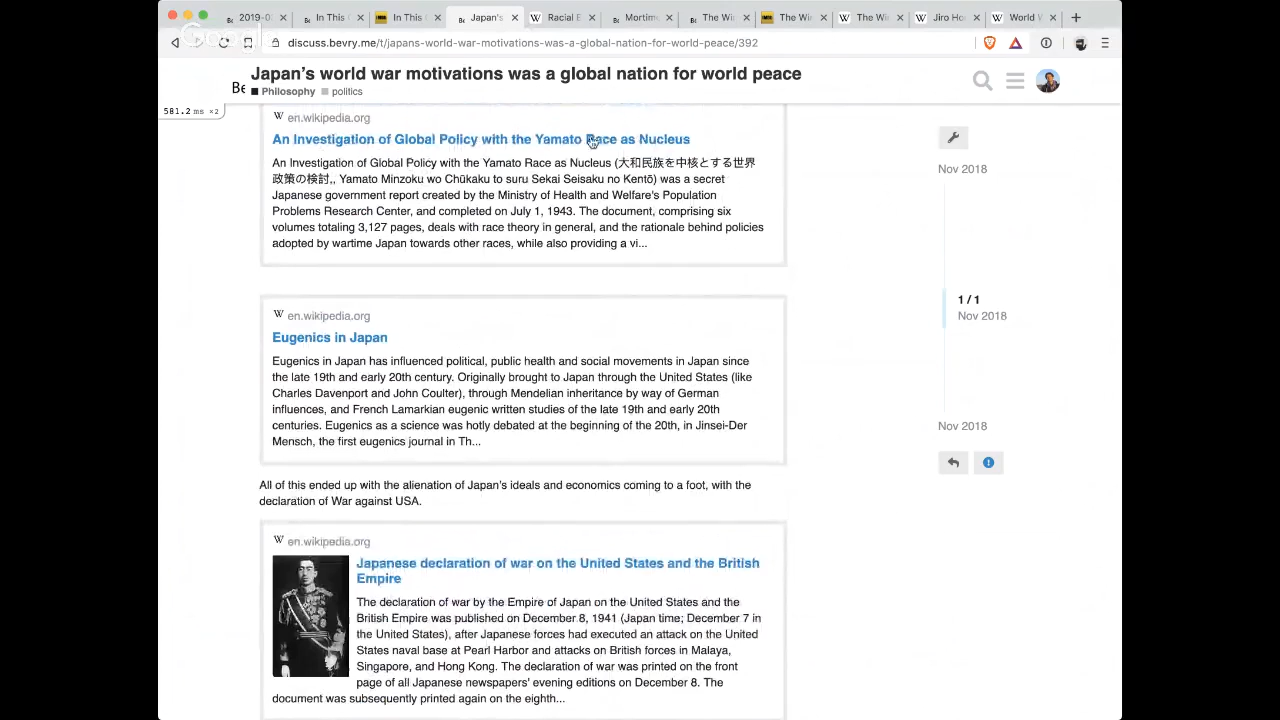 2019-0
In This
In This
Japan's
Racial E
Mortim
The Wi
The Wi
The Wi
Jiro Ho
World W
discuss.bevry.me/t/japans-world-war-motivations-was-a-global-nation-for-world-peace/392
Be
Japan's world war motivations was a global nation for world peace
Philosophy politics
581.2 ms ×2
W en.wikipedia.org
An Investigation of Global Policy with the Yamato Race as Nucleus
An Investigation of Global Policy with the Yamato Race as Nucleus (大和民族を中核とする世界
政策の検討,, Yamato Minzoku wo Chūkaku to suru Sekai Seisaku no Kentō) was a secret
Japanese government report created by the Ministry of Health and Welfare's Population
Problems Research Center, and completed on July 1, 1943. The document, comprising six
volumes totaling 3,127 pages, deals with race theory in general, and the rationale behind policies
adopted by wartime Japan towards other races, while also providing a vi...
W en.wikipedia.org
Eugenics in Japan
Eugenics in Japan has influenced political, public health and social movements in Japan since
the late 19th and early 20th century. Originally brought to Japan through the United States (like
Charles Davenport and John Coulter), through Mendelian inheritance by way of German
influences, and French Lamarkian eugenic written studies of the late 19th and early 20th
centuries. Eugenics as a science was hotly debated at the beginning of the 20th, in Jinsei-Der
Mensch, the first eugenics journal in Th...
All of this ended up with the alienation of Japan's ideals and economics coming to a foot, with the
declaration of War against USA.
W en.wikipedia.org
Japanese declaration of war on the United States and the British
Empire
The declaration of war by the Empire of Japan on the United States and the
British Empire was published on December 8, 1941 (Japan time; December 7 in
the United States), after Japanese forces had executed an attack on the United
States naval base at Pearl Harbor and attacks on British forces in Malaya,
Singapore, and Hong Kong. The declaration of war was printed on the front
page of all Japanese newspapers' evening editions on December 8. The
document was subsequently printed again on the eighth...
Nov 2018
1 / 1
Nov 2018
Nov 2018